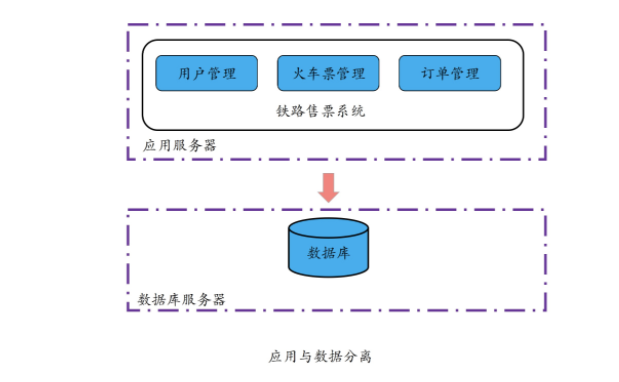 用户管理
火车票管理
订单管理
铁路售票系统
应用服务器
数据库
数据库服务器
应用与数据分离